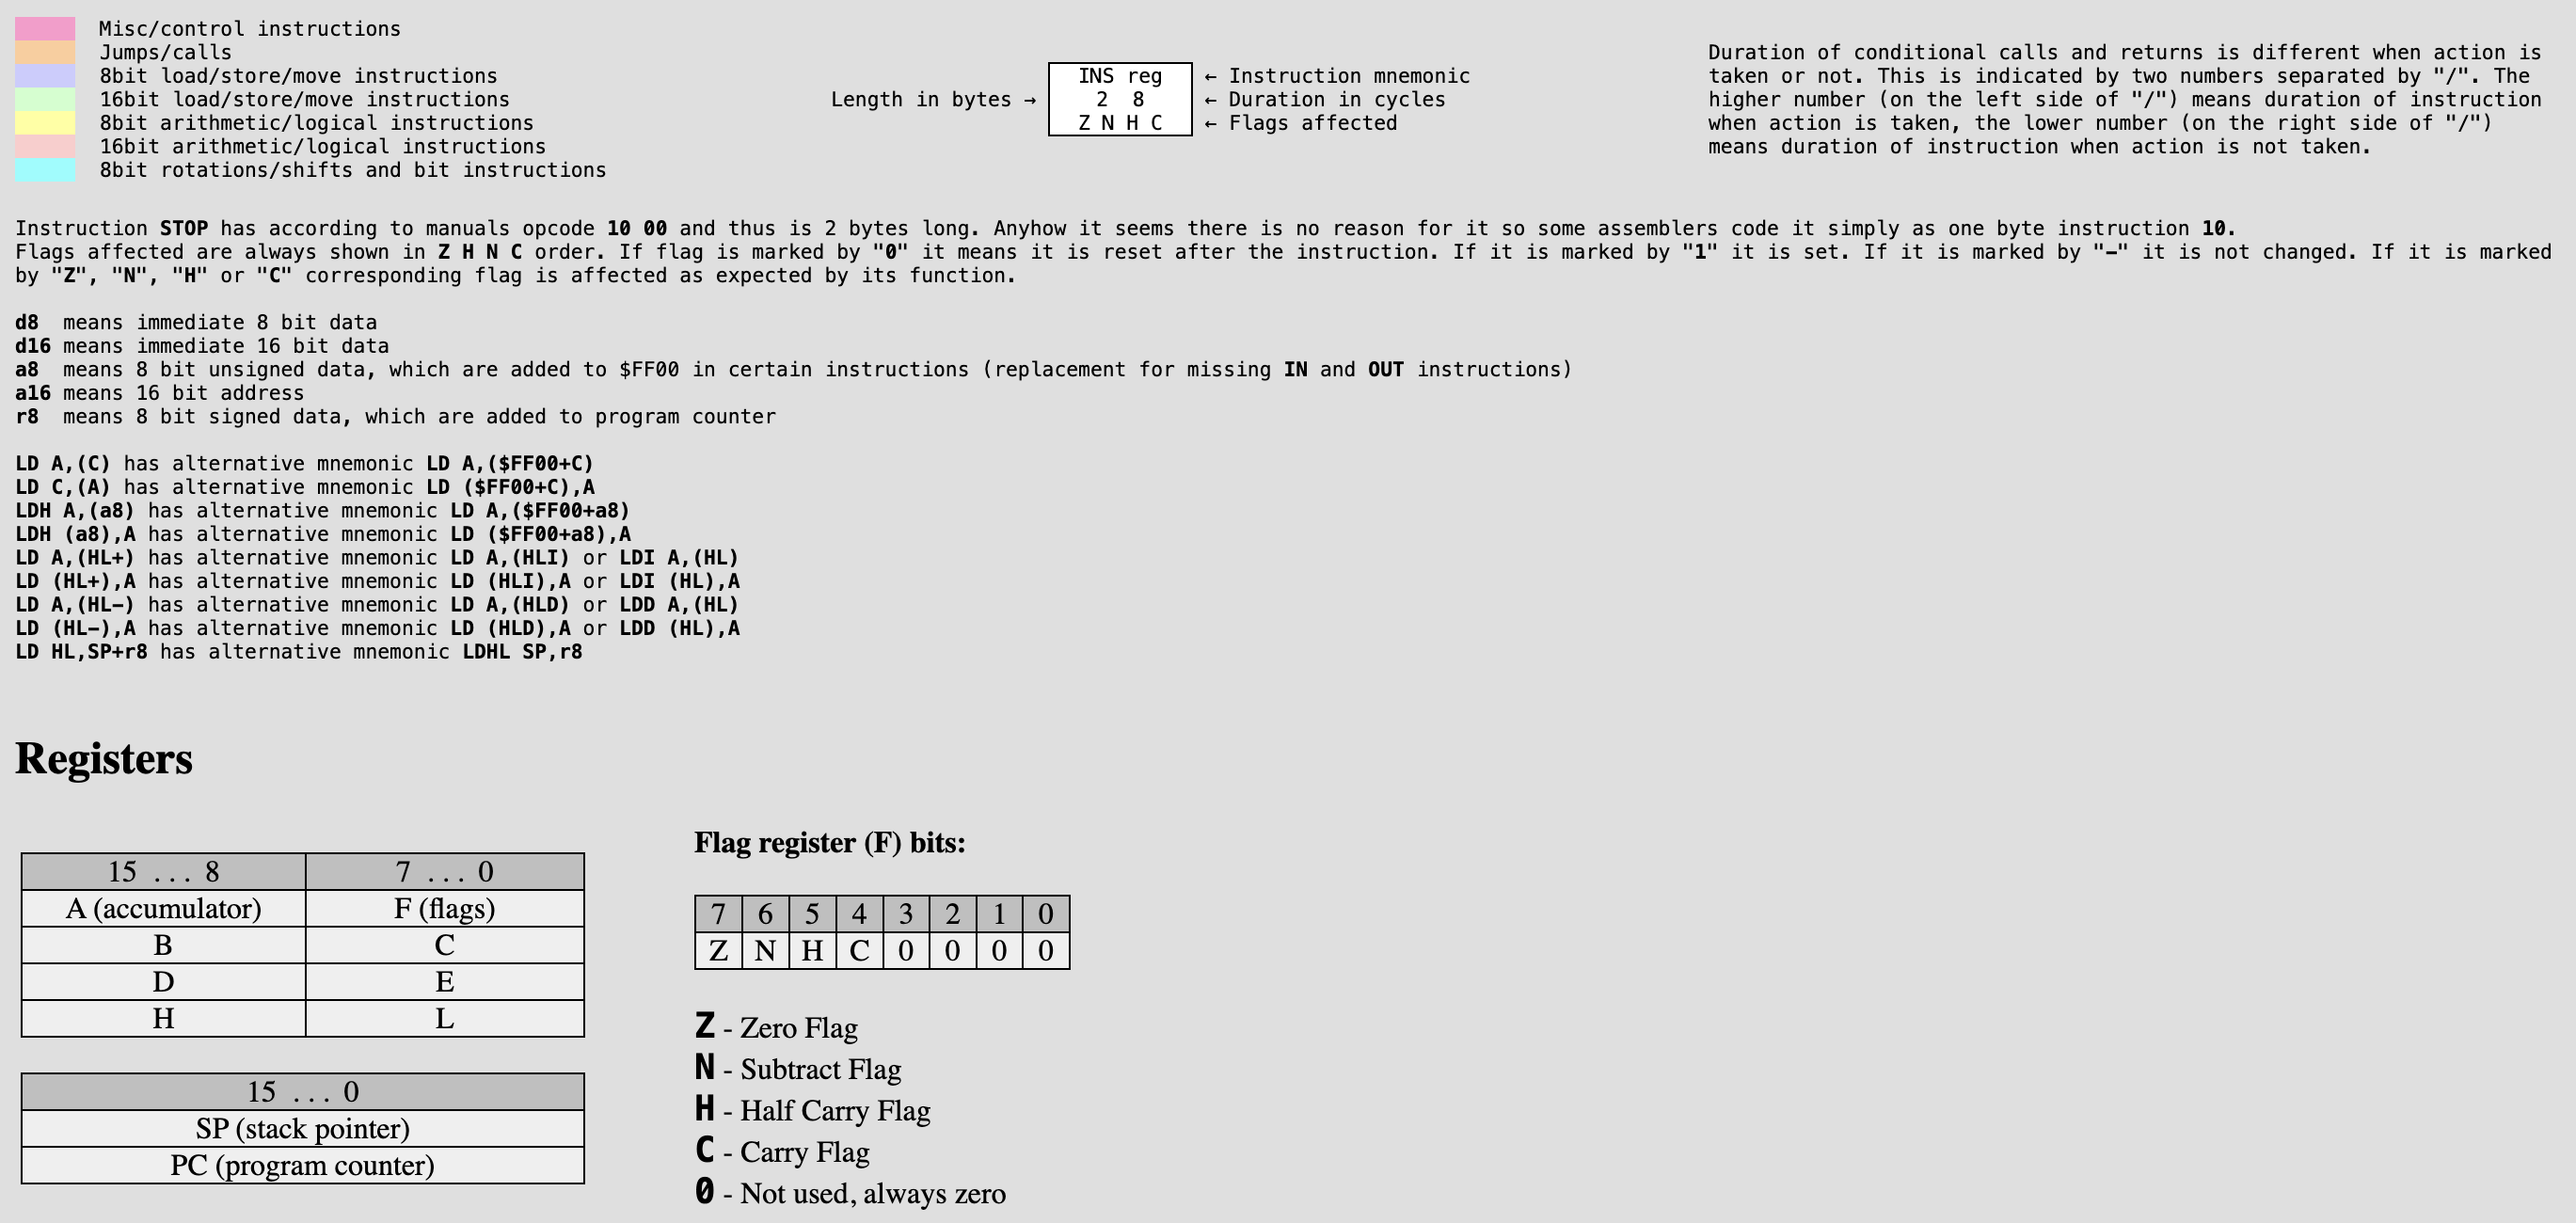 Misc/control instructions
Jumps/calls
8bit load/store/move instructions
16bit load/store/move instructions
8bit arithmetic/logical instructions
16bit arithmetic/logical instructions
8bit rotations/shifts and bit instructions
Length in bytes →
INS reg
2 8
Z N H C
← Instruction mnemonic
← Duration in cycles
← Flags affected
Duration of conditional calls and returns is different when action is
taken or not. This is indicated by two numbers separated by "/". The
higher number (on the left side of "/") means duration of instruction
when action is taken, the lower number (on the right side of "/")
means duration of instruction when action is not taken.
Instruction STOP has according to manuals opcode 10 00 and thus is 2 bytes long. Anyhow it seems there is no reason for it so some assemblers code it simply as one byte instruction 10.
Flags affected are always shown in Z H N C order. If flag is marked by "0" it means it is reset after the instruction. If it is marked by "1" it is set. If it is marked by "-" it is not changed. If it is marked
by "Z", "N", "H" or "C" corresponding flag is affected as expected by its function.
d8 means immediate 8 bit data
d16 means immediate 16 bit data
a8 means 8 bit unsigned data, which are added to $FF00 in certain instructions (replacement for missing IN and OUT instructions)
a16 means 16 bit address
r8 means 8 bit signed data, which are added to program counter
LD A,(C) has alternative mnemonic LD A,($FF00+C)
LD C,(A) has alternative mnemonic LD ($FF00+C),A
LDH A,(a8) has alternative mnemonic LD A,($FF00+a8)
LDH (a8),A has alternative mnemonic LD ($FF00+a8),A
LD A,(HL+) has alternative mnemonic LD A,(HLI) or LDI A,(HL)
LD (HL+),A has alternative mnemonic LD (HLI),A or LDI (HL),A
LD A,(HL-) has alternative mnemonic LD A,(HLD) or LDD A,(HL)
LD (HL-),A has alternative mnemonic LD (HLD),A or LDD (HL),A
LD HL,SP+r8 has alternative mnemonic LDHL SP,r8
Registers
15 ... 8 7 ... 0
A (accumulator) F (flags)
B C
D E
H L
15 ... 0
SP (stack pointer)
PC (program counter)
Flag register (F) bits:
7 6 5 4 3 2 1 0
Z N H C 0 0 0 0
Z - Zero Flag
N - Subtract Flag
H - Half Carry Flag
C - Carry Flag
0 - Not used, always zero